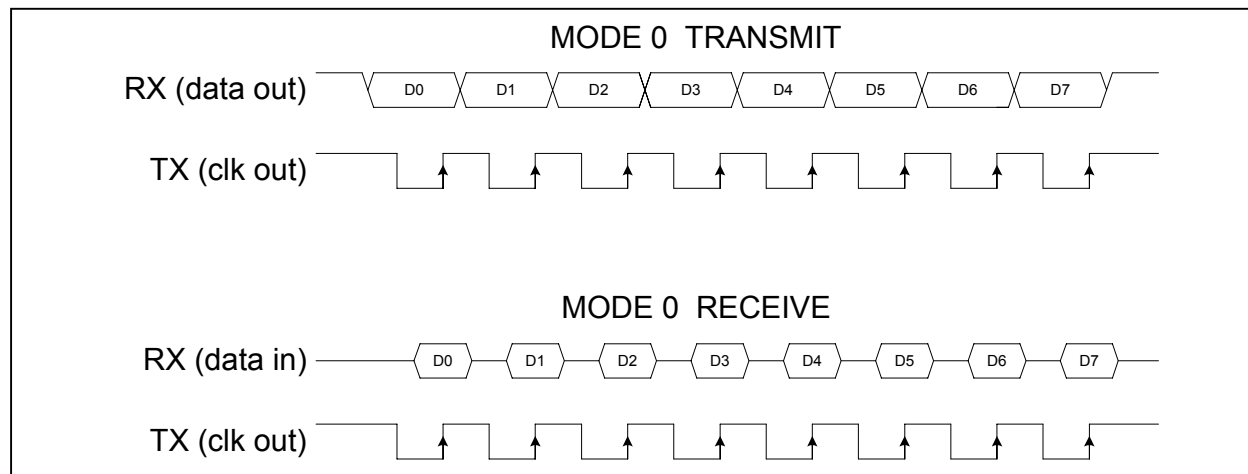 MODE 0 TRANSMIT
RX (data out) D0 D1 D2 D3 D4 D5 D6 D7
TX (clk out)
MODE 0 RECEIVE
RX (data in) D0 D1 D2 D3 D4 D5 D6 D7
TX (clk out)